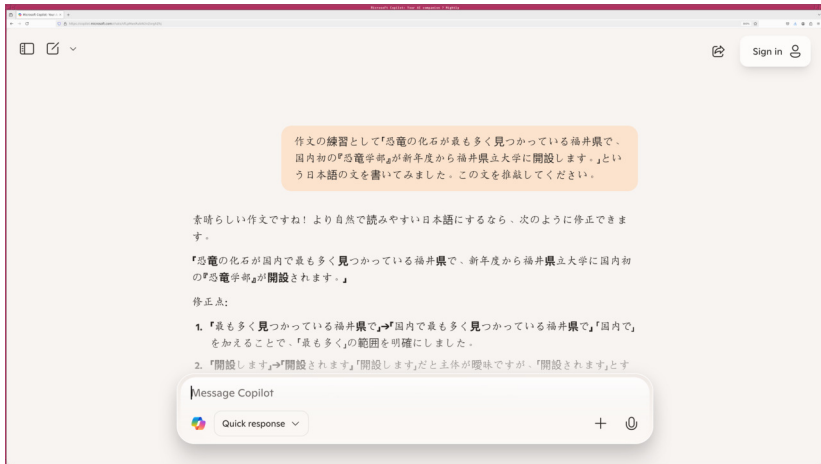 Sign in
作文の練習として「恐竜の化石が最も多く見つかっている福井県で、
国内初の『恐竜学部』が新年度から福井県立大学に開設します。」とい
う日本語の文を書いてみました。この文を推敲してください。
素晴らしい作文ですね！より自然で読みやすい日本語にするなら、次のように修正できま
す。
「恐竜の化石が国内で最も多く見つかっている福井県で、新年度から福井県立大学に国内初
の『恐竜学部』が開設されます。」
修正点:
1. 「最も多く見つかっている福井県で」→「国内で最も多く見つかっている福井県で」「国内で」
を加えることで、「最も多く」の範囲を明確にしました。
2. 「開設します」→「開設されます」「開設します」だと主体が曖昧ですが、「開設されます」とす
Message Copilot
Quick response